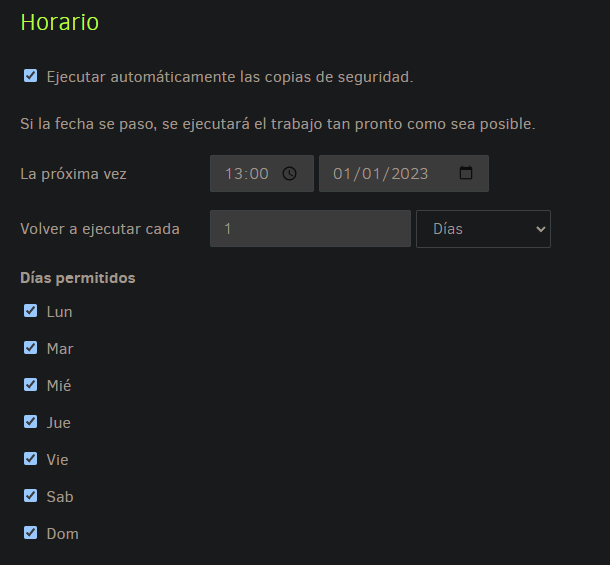 Horario
Ejecutar automáticamente las copias de seguridad.
Si la fecha se paso, se ejecutará el trabajo tan pronto como sea posible.
La próxima vez 13:00 01/01/2023
Volver a ejecutar cada 1 Días
Días permitidos
Lun
Mar
Mié
Jue
Vie
Sab
Dom